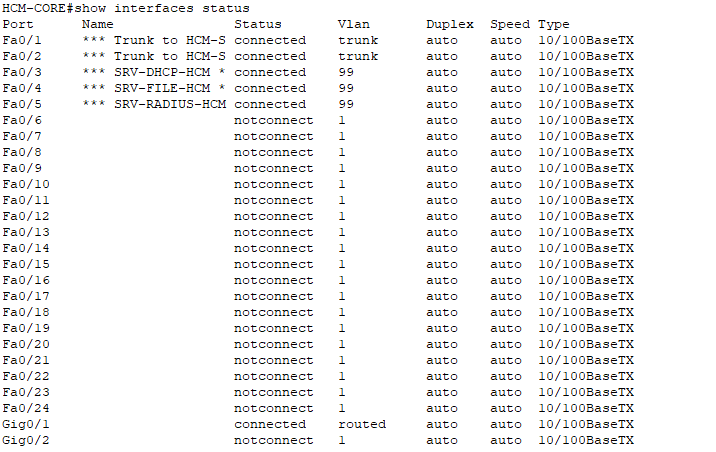 HCM-CORE#show interfaces status
Port      Name               Status       Vlan       Duplex  Speed Type
Fa0/1     *** Trunk to HCM-S connected    trunk      auto    auto  10/100BaseTX
Fa0/2     *** Trunk to HCM-S connected    trunk      auto    auto  10/100BaseTX
Fa0/3     *** SRV-DHCP-HCM * connected    99         auto    auto  10/100BaseTX
Fa0/4     *** SRV-FILE-HCM * connected    99         auto    auto  10/100BaseTX
Fa0/5     *** SRV-RADIUS-HCM connected    99         auto    auto  10/100BaseTX
Fa0/6                        notconnect   1          auto    auto  10/100BaseTX
Fa0/7                        notconnect   1          auto    auto  10/100BaseTX
Fa0/8                        notconnect   1          auto    auto  10/100BaseTX
Fa0/9                        notconnect   1          auto    auto  10/100BaseTX
Fa0/10                       notconnect   1          auto    auto  10/100BaseTX
Fa0/11                       notconnect   1          auto    auto  10/100BaseTX
Fa0/12                       notconnect   1          auto    auto  10/100BaseTX
Fa0/13                       notconnect   1          auto    auto  10/100BaseTX
Fa0/14                       notconnect   1          auto    auto  10/100BaseTX
Fa0/15                       notconnect   1          auto    auto  10/100BaseTX
Fa0/16                       notconnect   1          auto    auto  10/100BaseTX
Fa0/17                       notconnect   1          auto    auto  10/100BaseTX
Fa0/18                       notconnect   1          auto    auto  10/100BaseTX
Fa0/19                       notconnect   1          auto    auto  10/100BaseTX
Fa0/20                       notconnect   1          auto    auto  10/100BaseTX
Fa0/21                       notconnect   1          auto    auto  10/100BaseTX
Fa0/22                       notconnect   1          auto    auto  10/100BaseTX
Fa0/23                       notconnect   1          auto    auto  10/100BaseTX
Fa0/24                       notconnect   1          auto    auto  10/100BaseTX
Gig0/1                       connected    routed     auto    auto  10/100BaseTX
Gig0/2                       notconnect   1          auto    auto  10/100BaseTX